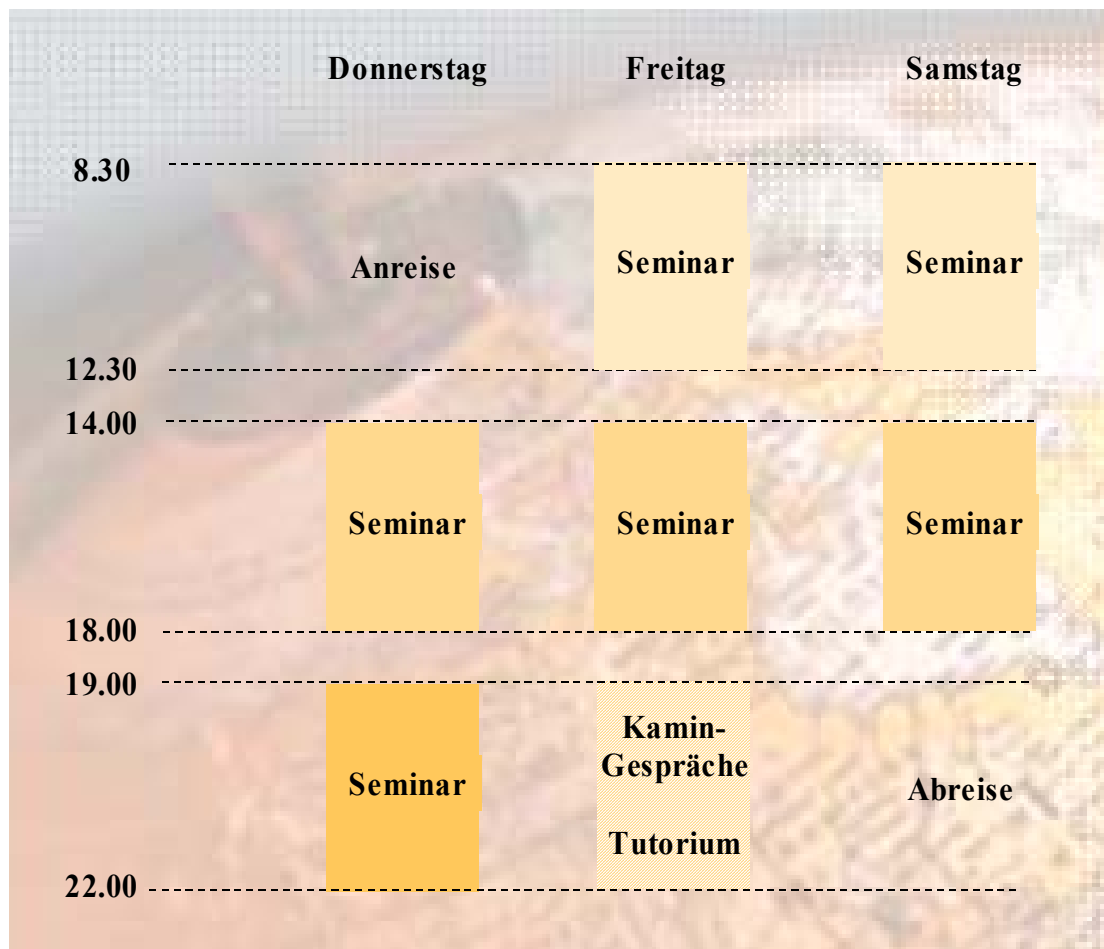 Donnerstag Freitag Samstag
8.30
Anreise Seminar Seminar
12.30
14.00
Seminar Seminar Seminar
18.00
19.00
Kamin-
Gespräche
Seminar Abreise
Tutorium
22.00